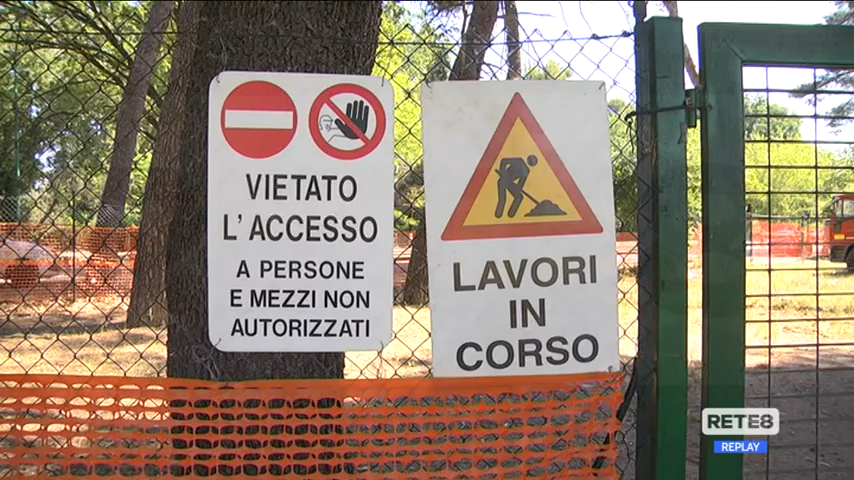 VIETATO
L'ACCESSO
A PERSONE
E MEZZI NON
AUTORIZZATI
LAVORI
IN
CORSO
RETE8
REPLAY